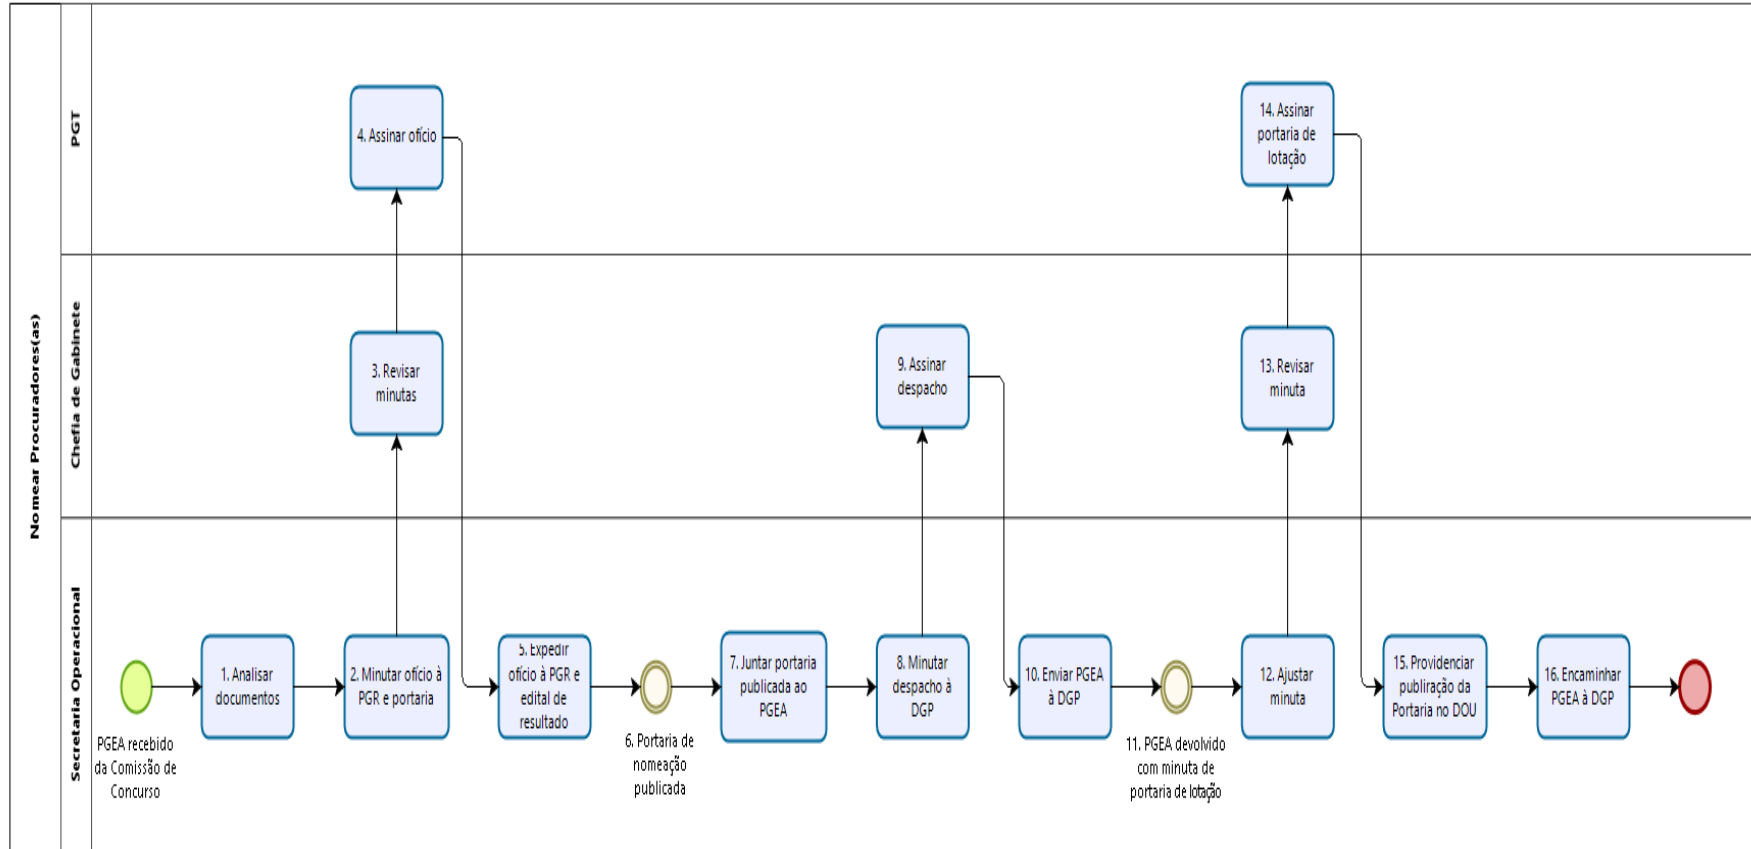 Nomear Procuradores(as)
PGT
Chefia de Gabinete
Secretaria Operacional
PGEA recebido
da Comissão de
Concurso
1. Analisar
documentos
2. Minutar ofício à
PGR e portaria
3. Revisar
minutas
4. Assinar ofício
5. Expedir
ofício à PGR e
edital de
resultado
6. Portaria de
nomeação
publicada
7. Juntar portaria
publicada ao
PGEA
8. Minutar
despacho à
DGP
9. Assinar
despacho
10. Enviar PGEA
à DGP
11. PGEA devolvido
com minuta de
portaria de lotação
12. Ajustar
minuta
13. Revisar
minuta
14. Assinar
portaria de
lotação
15. Providenciar
publiração da
Portaria no DOU
16. Encaminhar
PGEA à DGP